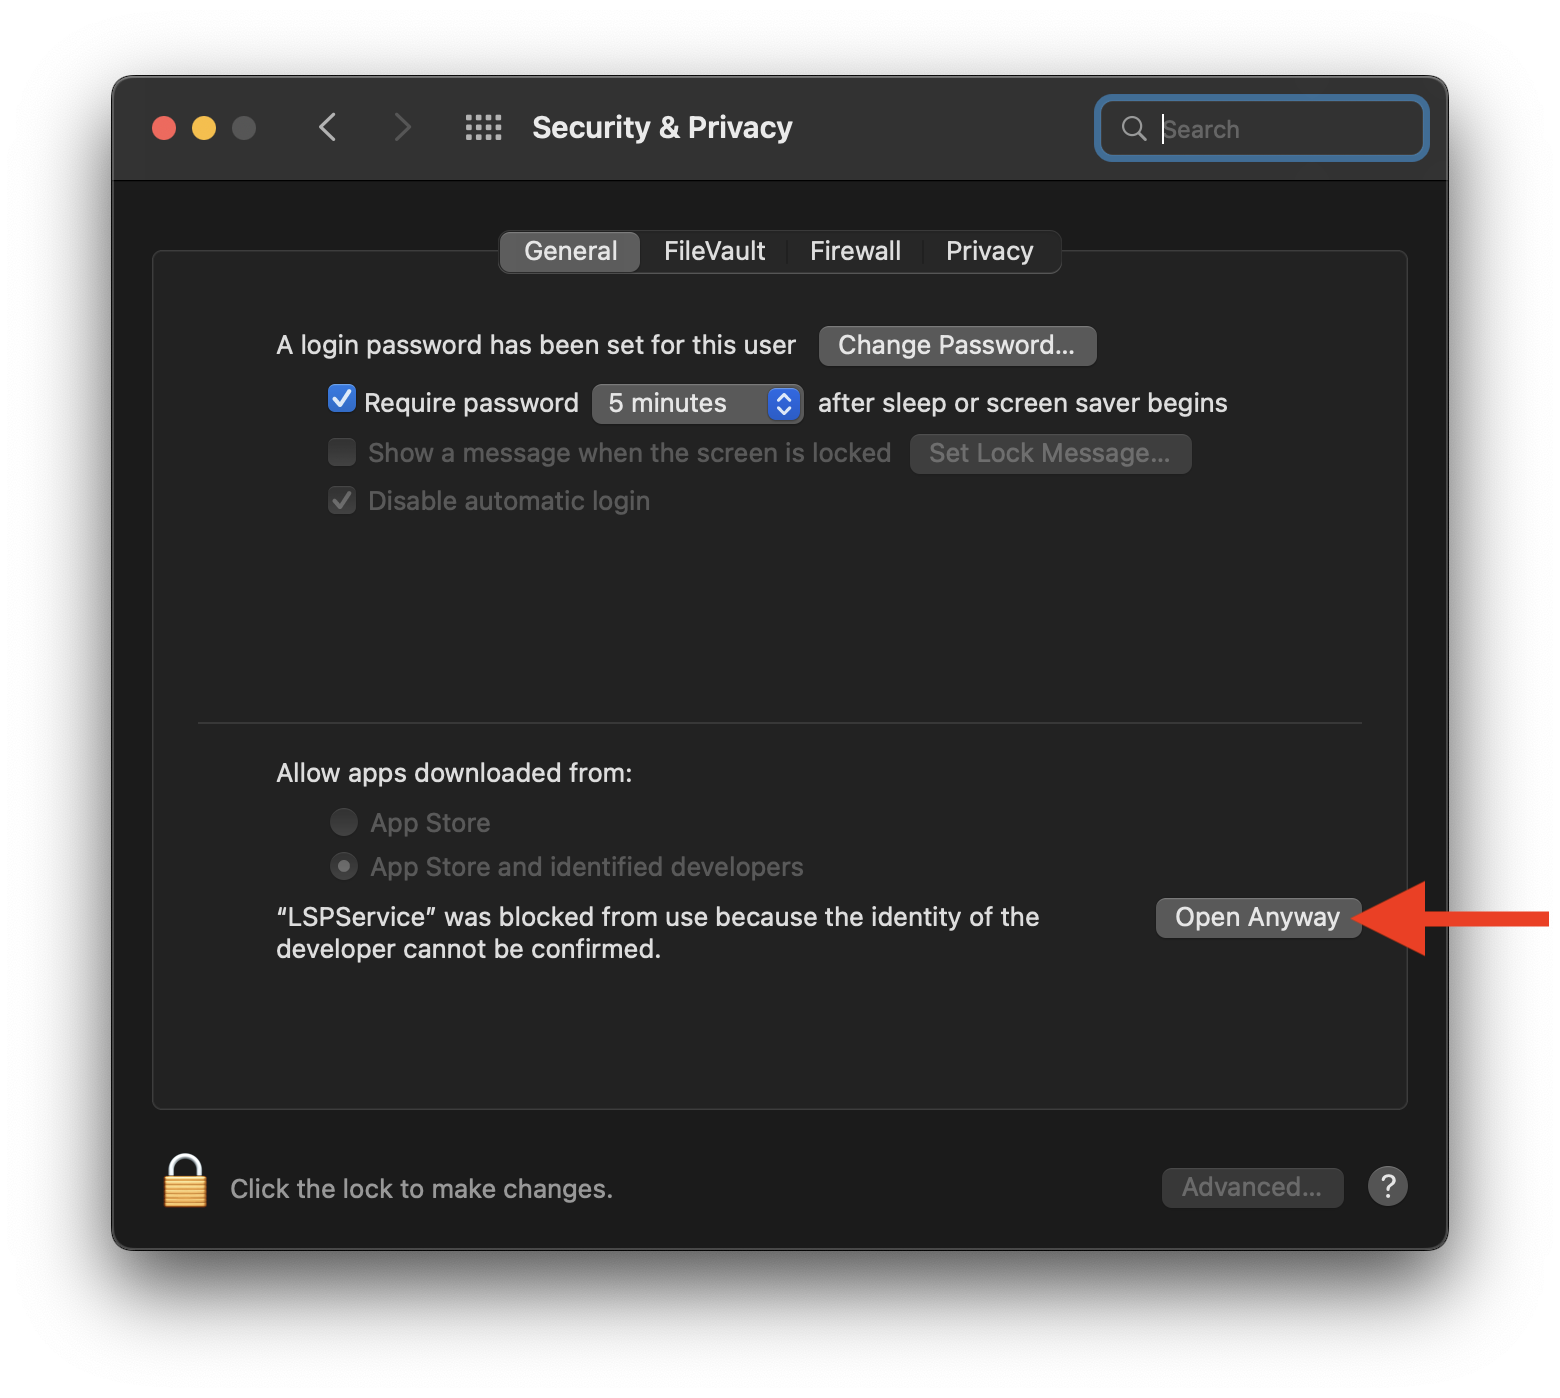 Security & Privacy
Search
General
FileVault
Firewall
Privacy
A login password has been set for this user
Change Password...
Require password
5 minutes
after sleep or screen saver begins
Show a message when the screen is locked
Set Lock Message...
Disable automatic login
Allow apps downloaded from:
App Store
App Store and identified developers
“LSPService” was blocked from use because the identity of the
developer cannot be confirmed.
Open Anyway
Click the lock to make changes.
Advanced...
?